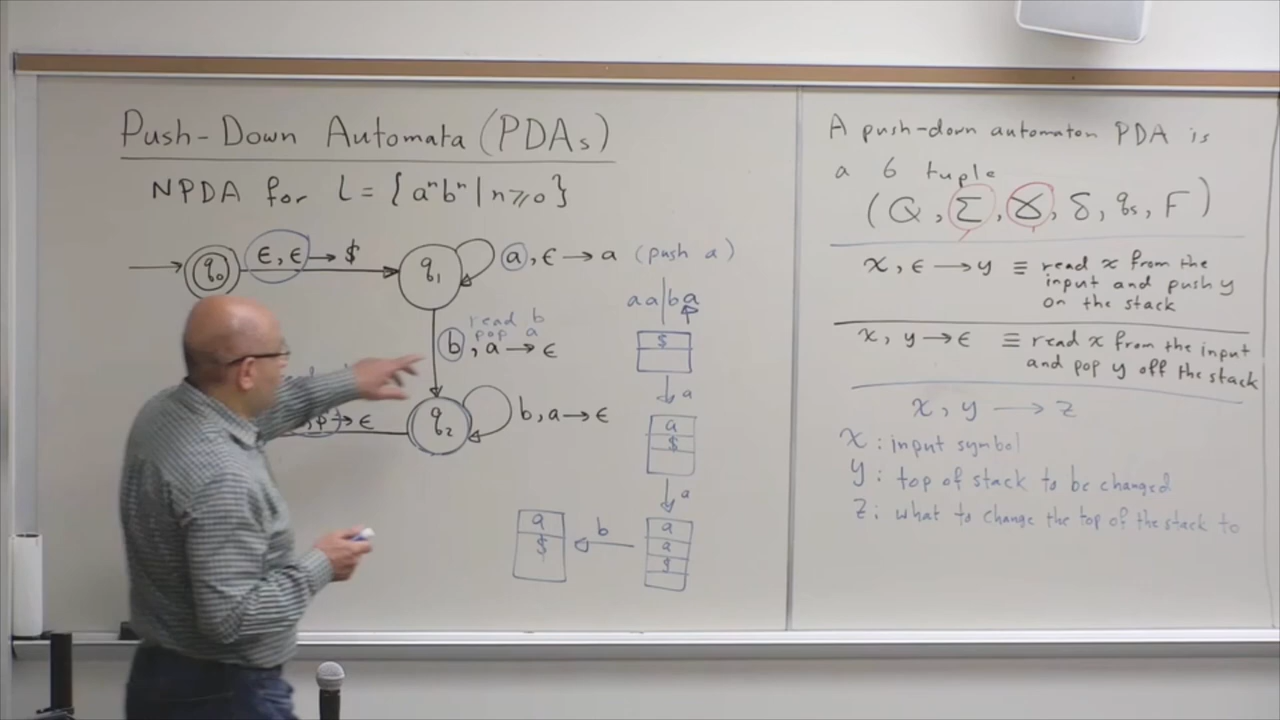 Push-Down Automata (PDAs)
NPDA for L = { aⁿbⁿ | n ≥ 0 }
q₀
ϵ, ϵ → $
q₁
a, ϵ → a (push a)
read b
pop a
b, a → ϵ
q₂
b, a → ϵ
→ ϵ
aa|ba
$
a
a
$
a
a
a
$
b
a
$
A push-down automaton PDA is
a 6 tuple
(Q, Σ, Ɣ, δ, qs, F)
x, ϵ → y ≡ read x from the
input and push y
on the stack
x, y → ϵ ≡ read x from the input
and pop y off the stack
x, y → z
x : input symbol
y : top of stack to be changed
z : what to change the top of the stack to